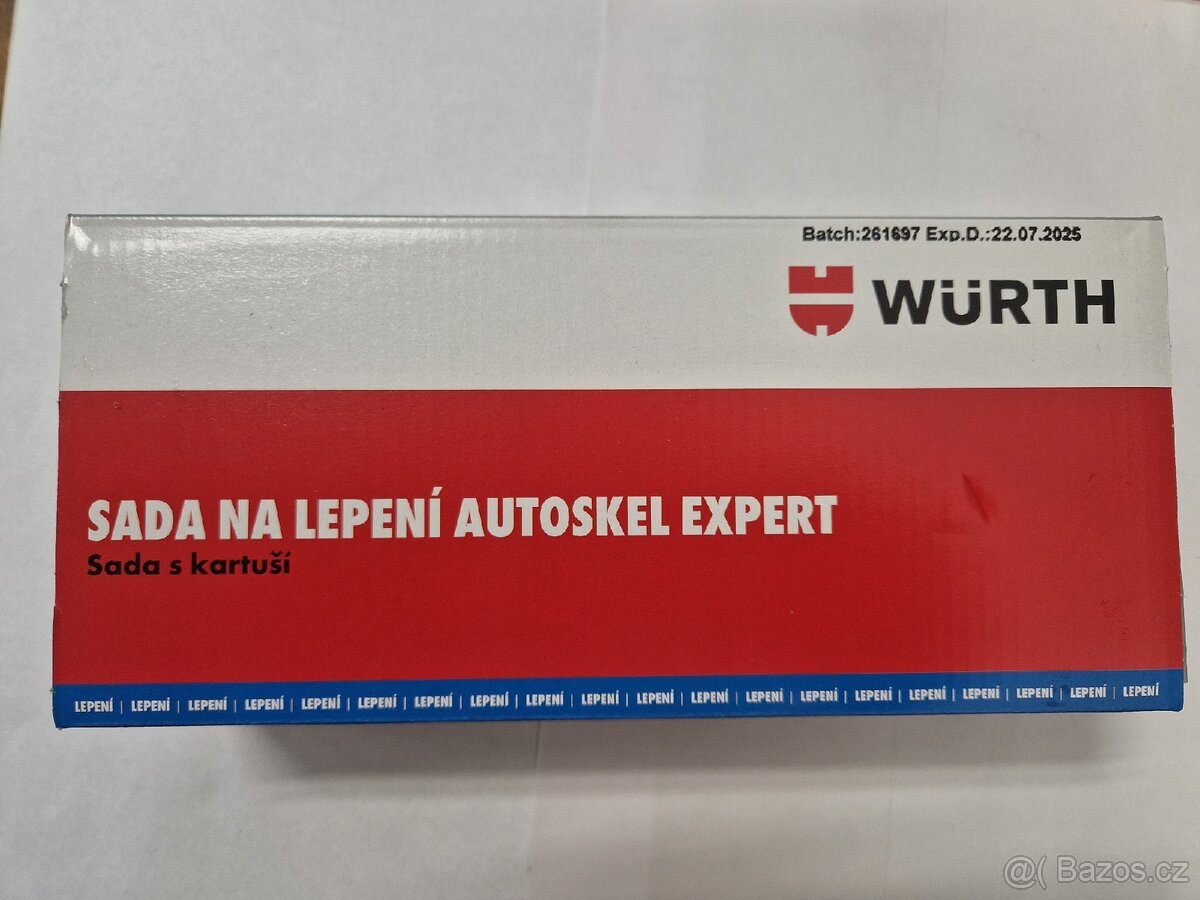 Batch:261697 Exp.D.:22.07.2025
WÜRTH
SADA NA LEPENÍ AUTOSKEL EXPERT
Sada s kartuší
LEPENÍ | LEPENÍ | LEPENÍ | LEPENÍ | LEPENÍ | LEPENÍ | LEPENÍ | LEPENÍ | LEPENÍ | LEPENÍ | LEPENÍ | LEPENÍ | LEPENÍ | LEPENÍ | LEPENÍ | LEPENÍ | LEPENÍ | LEPENÍ | LEPENÍ | LEPENÍ
@( Bazos.cz